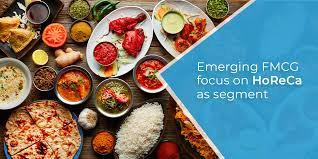 Emerging FMCG
focus on HoReCa
as segment